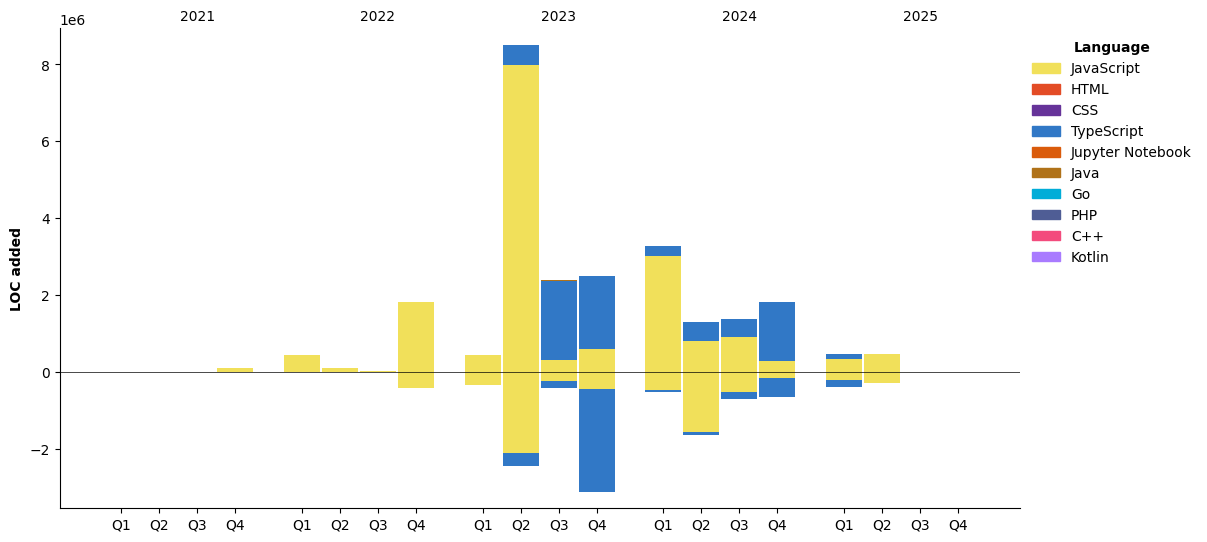 2021 2022 2023 2024 2025
1e6
8
6
4
2
0
−2
LOC added
Q1 Q2 Q3 Q4 Q1 Q2 Q3 Q4 Q1 Q2 Q3 Q4 Q1 Q2 Q3 Q4 Q1 Q2 Q3 Q4
Language
JavaScript
HTML
CSS
TypeScript
Jupyter Notebook
Java
Go
PHP
C++
Kotlin